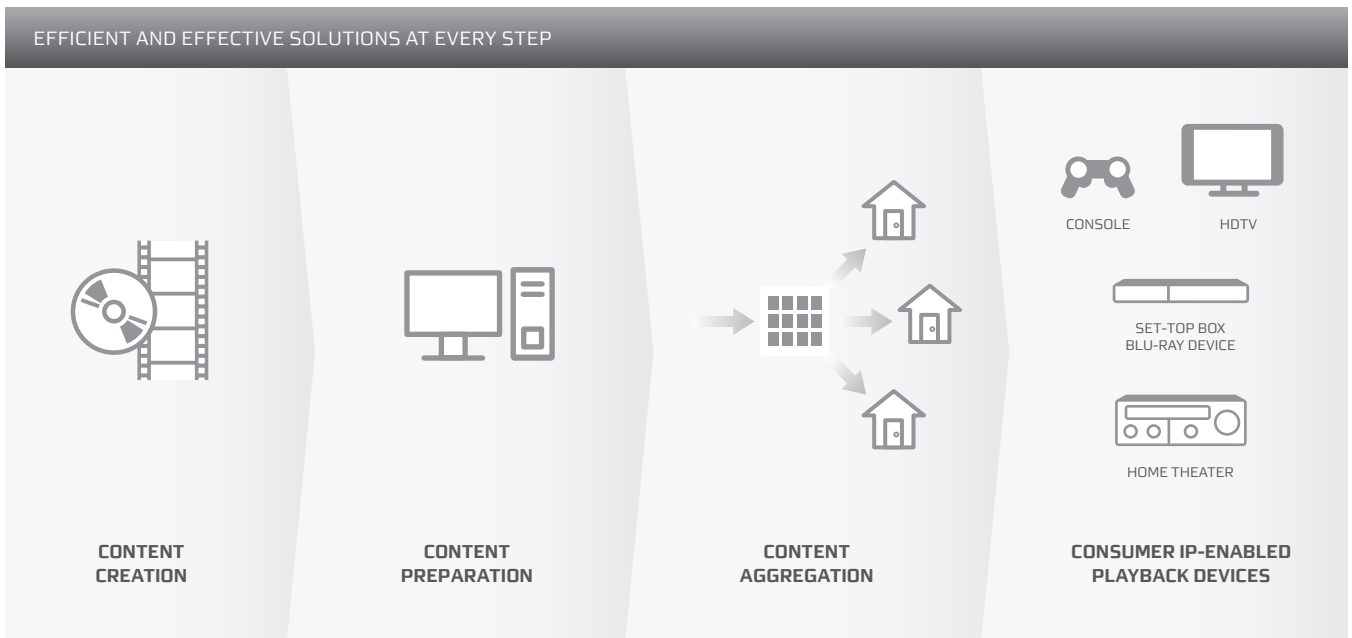 EFFICIENT AND EFFECTIVE SOLUTIONS AT EVERY STEP
CONTENT
CREATION
CONTENT
PREPARATION
CONTENT
AGGREGATION
CONSOLE
HDTV
SET-TOP BOX
BLU-RAY DEVICE
HOME THEATER
CONSUMER IP-ENABLED
PLAYBACK DEVICES